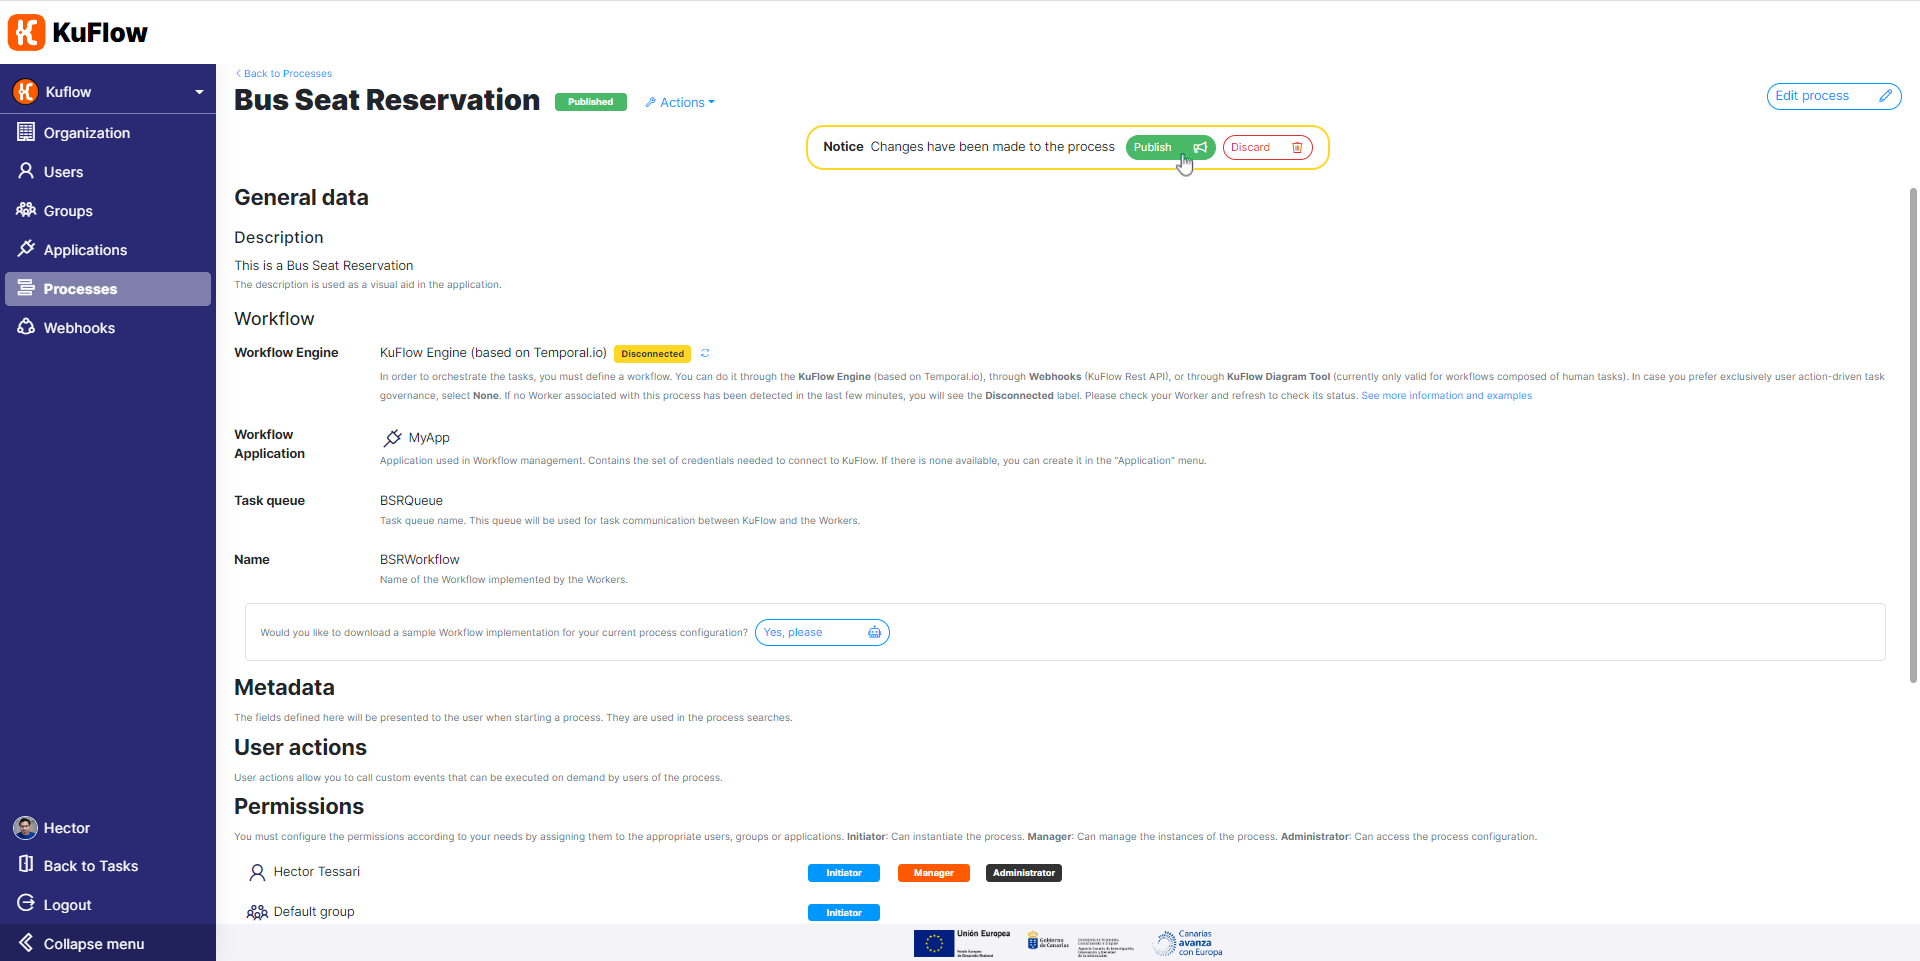 KuFlow
Kuflow
Organization
Users
Groups
Applications
Processes
Webhooks
Hector
Back to Tasks
Logout
Collapse menu
Back to Processes
Bus Seat Reservation Published Actions
Edit process
Notice Changes have been made to the process Publish Discard
General data
Description
This is a Bus Seat Reservation
The description is used as a visual aid in the application.
Workflow
Workflow Engine KuFlow Engine (based on Temporal.io) Disconnected
In order to orchestrate the tasks, you must define a workflow. You can do it through the KuFlow Engine (based on Temporal.io), through Webhooks (KuFlow Rest API), or through KuFlow Diagram Tool (currently only valid for workflows composed of human tasks). In case you prefer exclusively user action-driven task
governance, select None. If no Worker associated with this process has been detected in the last few minutes, you will see the Disconnected label. Please check your Worker and refresh to check its status. See more information and examples
Workflow
Application
MyApp
Application used in Workflow management. Contains the set of credentials needed to connect to KuFlow. If there is none available, you can create it in the "Application" menu.
Task queue BSRQueue
Task queue name. This queue will be used for task communication between KuFlow and the Workers.
Name BSRWorkflow
Name of the Workflow implemented by the Workers.
Would you like to download a sample Workflow implementation for your current process configuration? Yes, please
Metadata
The fields defined here will be presented to the user when starting a process. They are used in the process searches.
User actions
User actions allow you to call custom events that can be executed on demand by users of the process.
Permissions
You must configure the permissions according to your needs by assigning them to the appropriate users, groups or applications. Initiator: Can instantiate the process. Manager: Can manage the instances of the process. Administrator: Can access the process configuration.
Hector Tessari Initiator Manager Administrator
Default group Initiator
Unión Europea
Gobierno
de Canarias
Canarias
avanza
con Europa